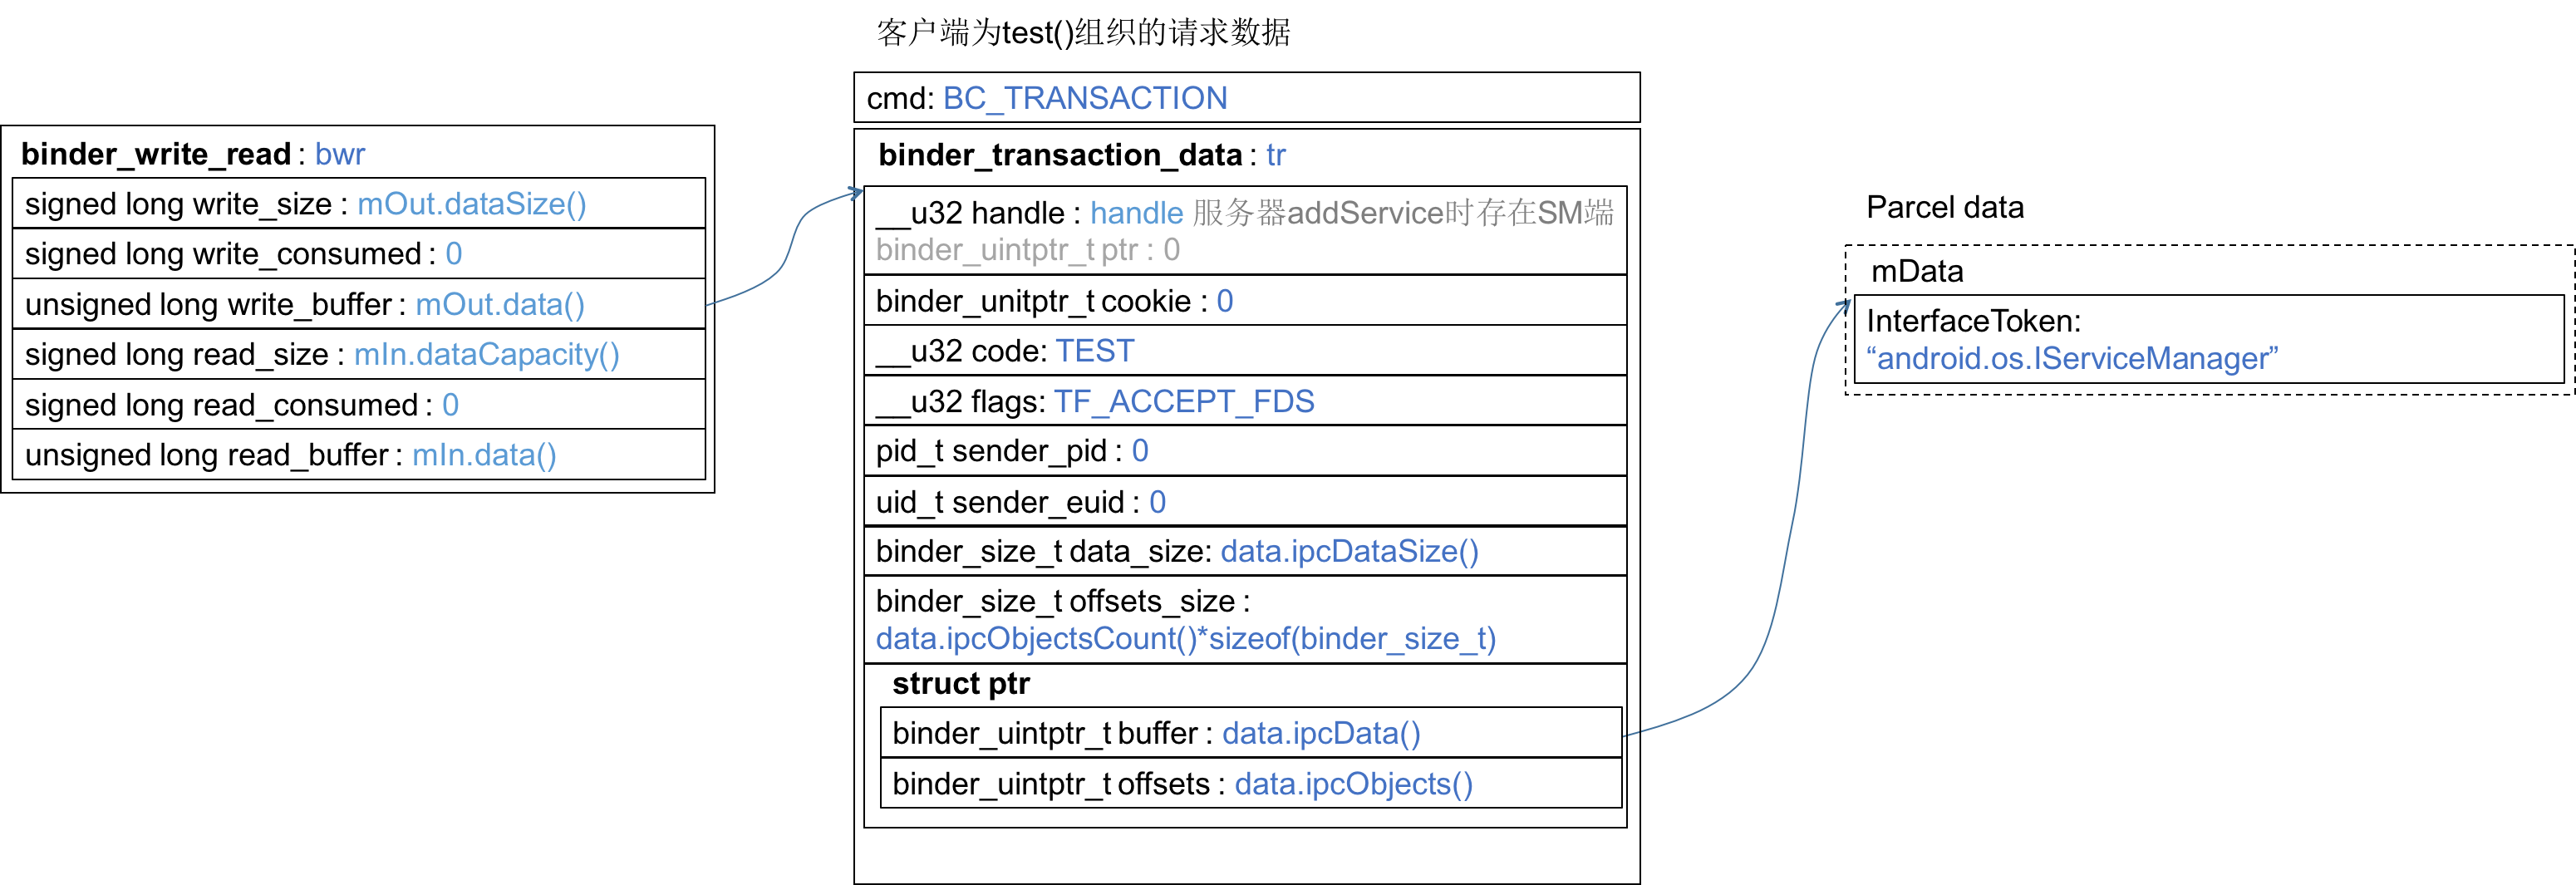 客户端为test()组织的请求数据
binder_write_read : bwr
signed long write_size : mOut.dataSize()
signed long write_consumed : 0
unsigned long write_buffer : mOut.data()
signed long read_size : mIn.dataCapacity()
signed long read_consumed : 0
unsigned long read_buffer : mIn.data()
cmd: BC_TRANSACTION
binder_transaction_data : tr
__u32 handle : handle 服务器addService时存在SM端
binder_uintptr_t ptr : 0
binder_unitptr_t cookie : 0
__u32 code: TEST
__u32 flags: TF_ACCEPT_FDS
pid_t sender_pid : 0
uid_t sender_euid : 0
binder_size_t data_size: data.ipcDataSize()
binder_size_t offsets_size :
data.ipcObjectsCount()*sizeof(binder_size_t)
struct ptr
binder_uintptr_t buffer : data.ipcData()
binder_uintptr_t offsets : data.ipcObjects()
Parcel data
mData
InterfaceToken:
“android.os.IServiceManager”